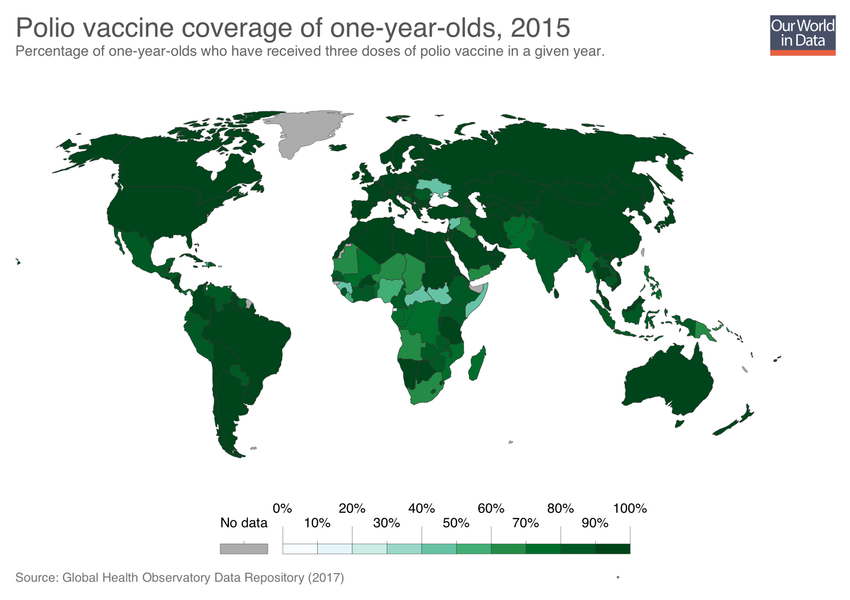 Polio vaccine coverage of one-year-olds, 2015
Percentage of one-year-olds who have received three doses of polio vaccine in a given year.
Our World
in Data
0% 20% 40% 60% 80% 100%
No data 10% 30% 50% 70% 90%
Source: Global Health Observatory Data Repository (2017)